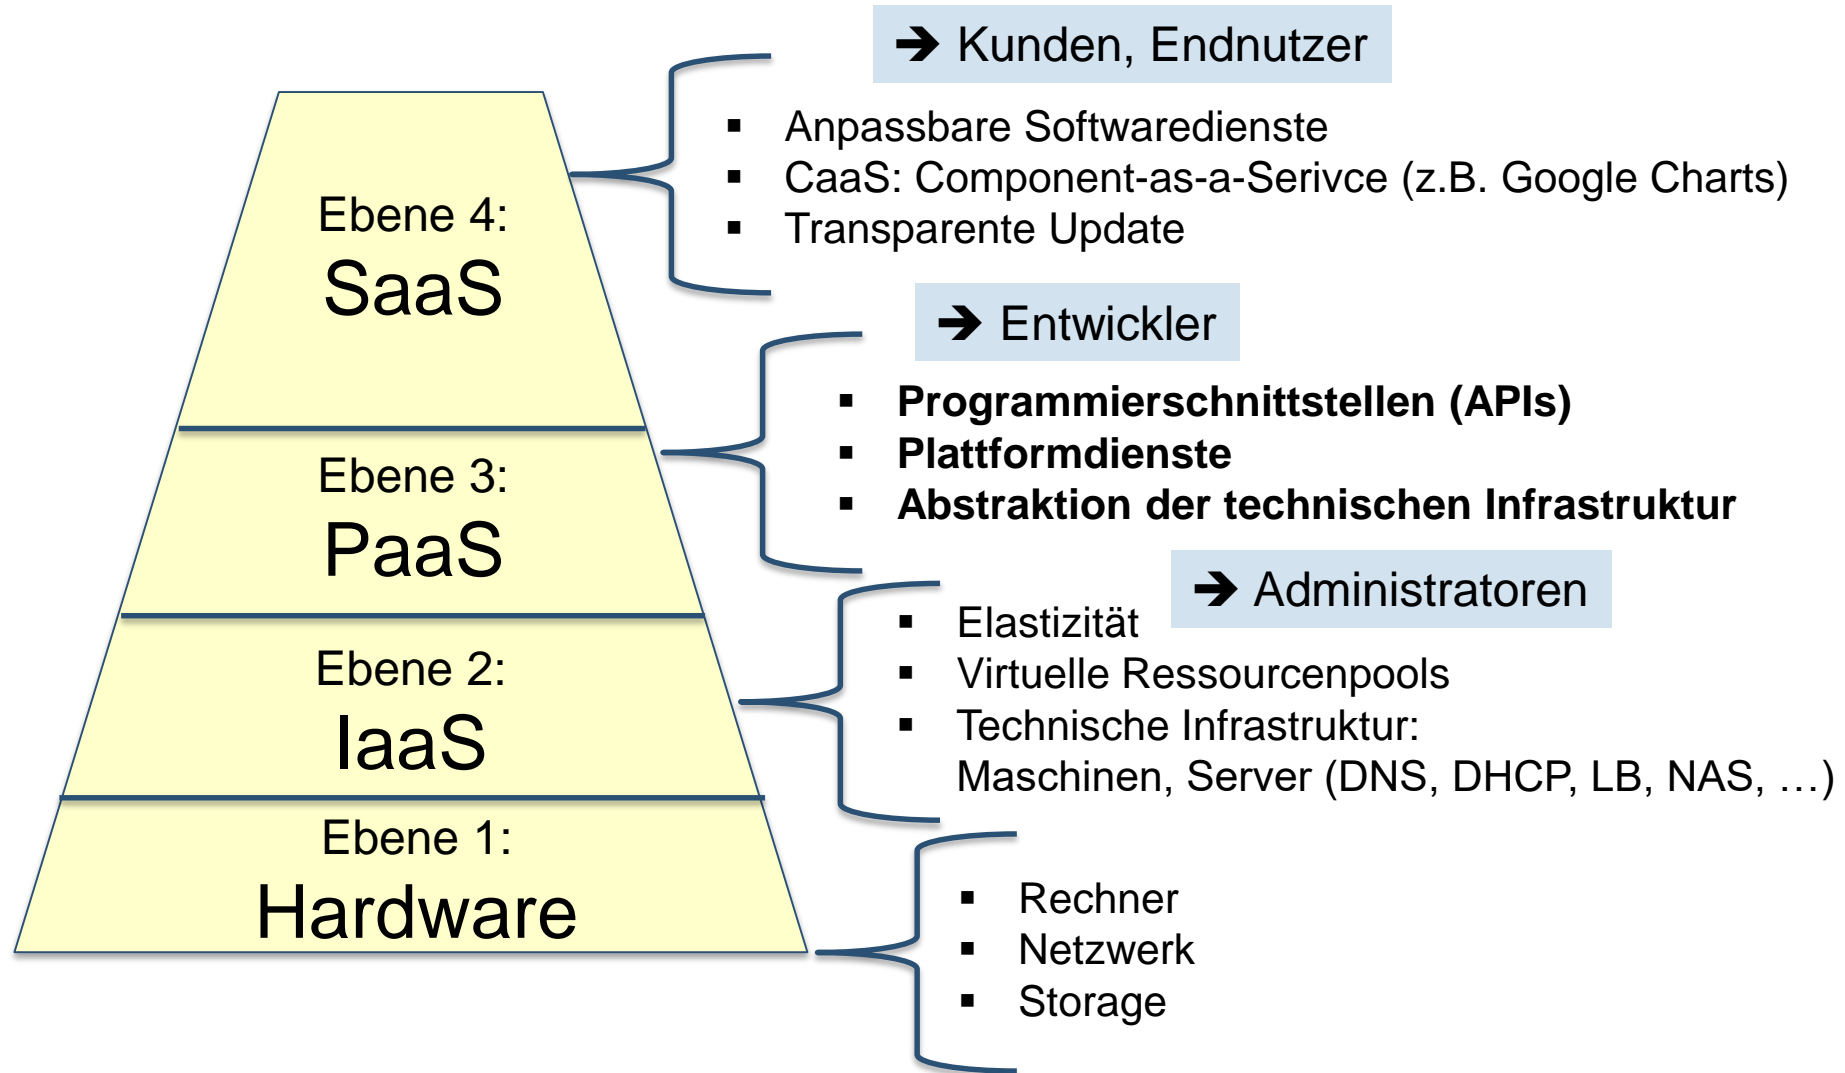 ➔ Kunden, Endnutzer
▪ Anpassbare Softwaredienste
▪ CaaS: Component-as-a-Serivce (z.B. Google Charts)
▪ Transparente Update
Ebene 4:
SaaS
➔ Entwickler
▪ Programmierschnittstellen (APIs)
▪ Plattformdienste
▪ Abstraktion der technischen Infrastruktur
Ebene 3:
PaaS
➔ Administratoren
▪ Elastizität
▪ Virtuelle Ressourcenpools
▪ Technische Infrastruktur:
Maschinen, Server (DNS, DHCP, LB, NAS, …)
Ebene 2:
IaaS
Ebene 1:
Hardware
▪ Rechner
▪ Netzwerk
▪ Storage